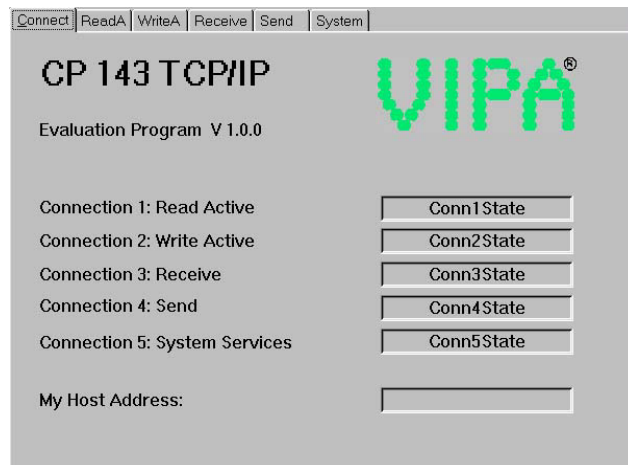 Connect ReadA WriteA Receive Send System
CP 143 TCP/IP
VIPA®
Evaluation Program V 1.0.0
Connection 1: Read Active Conn1State
Connection 2: Write Active Conn2State
Connection 3: Receive Conn3State
Connection 4: Send Conn4State
Connection 5: System Services Conn5State
My Host Address: